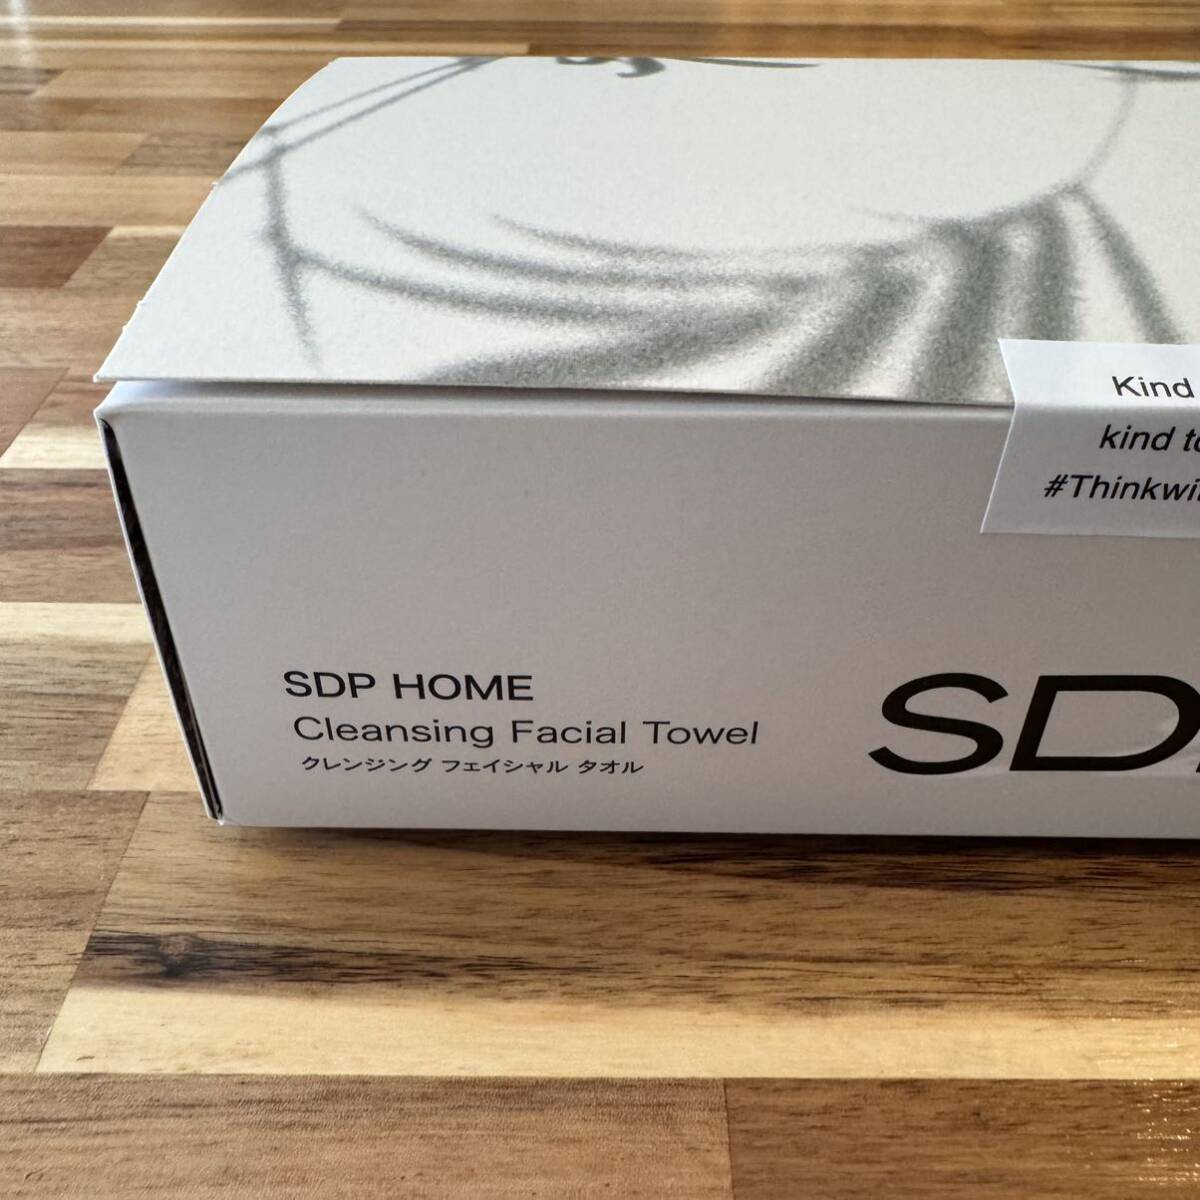 Kind
kind
SDP HOME
Cleansing Facial Towel
クレンジング フェイシャル タオル